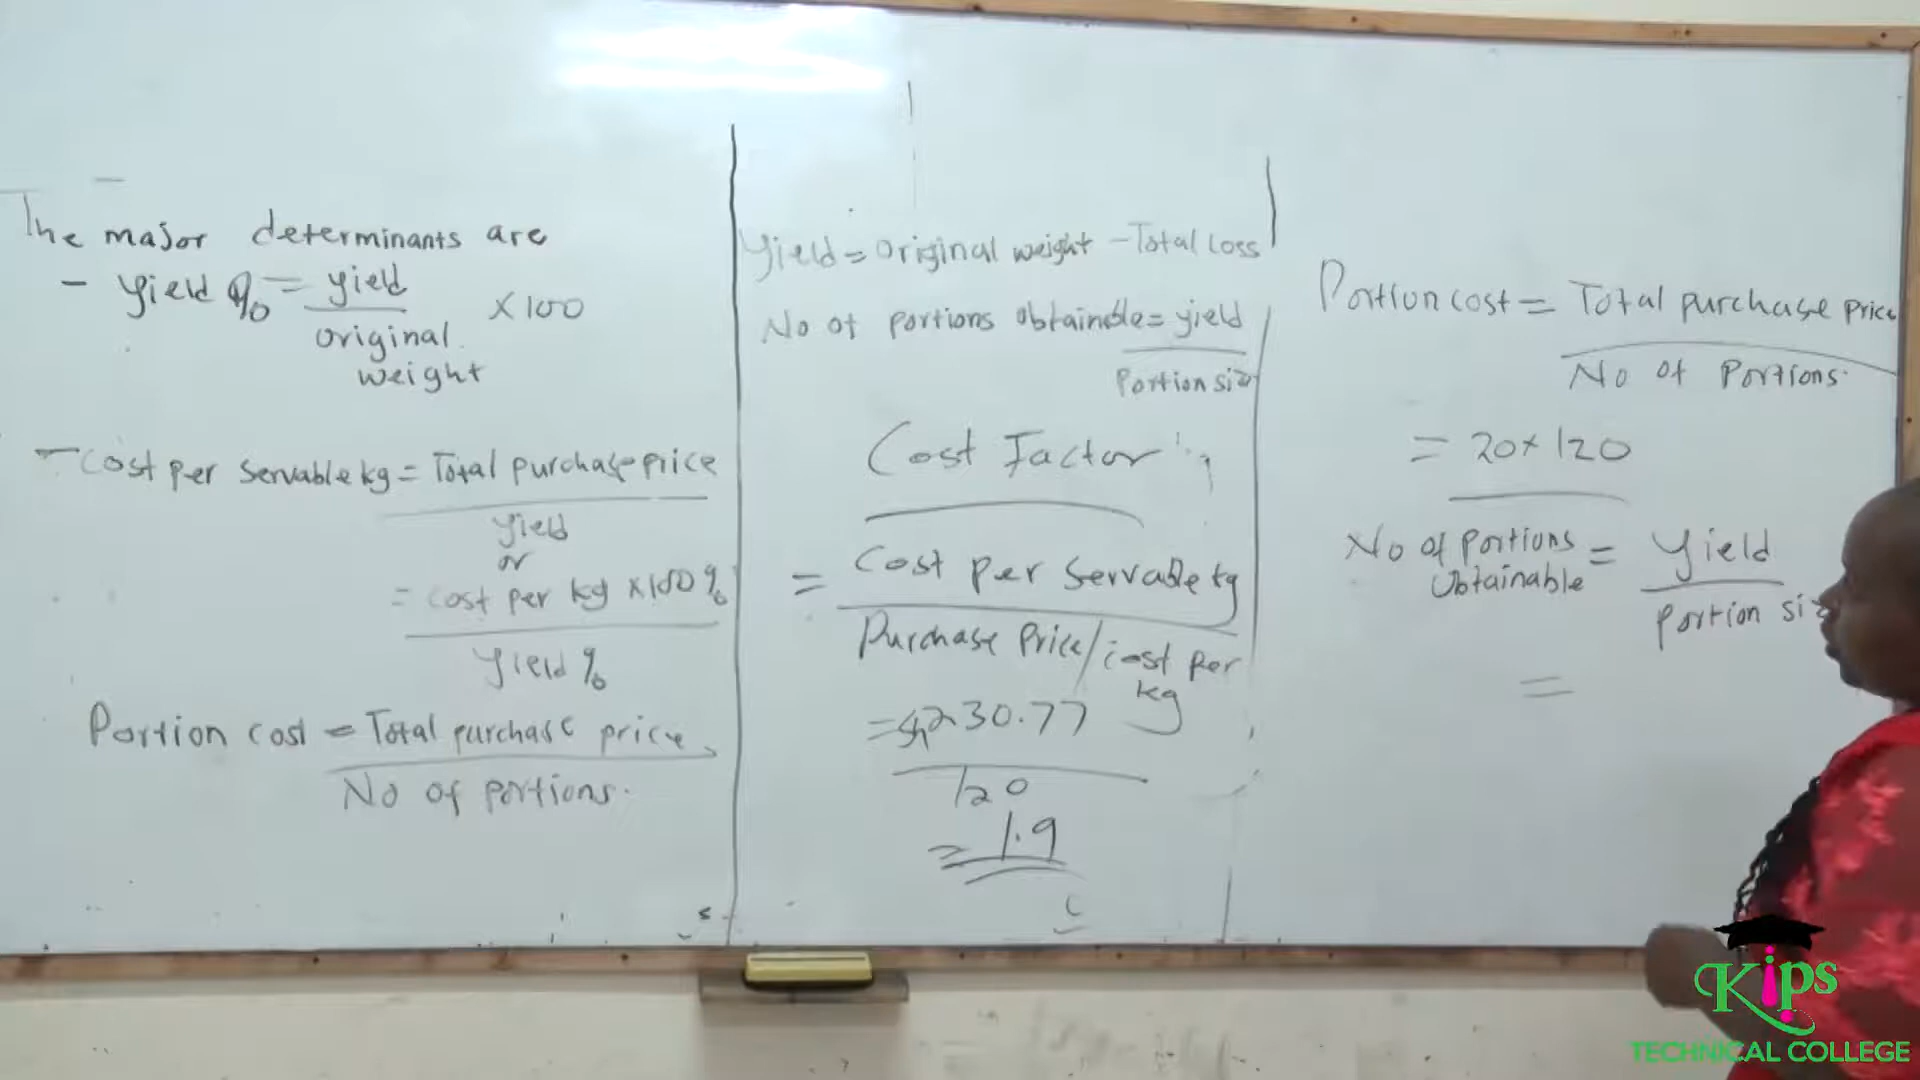 The major determinants are
- Yield % = yield × 100
original
weight
- Cost per servable kg = Total purchase price
yield
or
= cost per kg × 100 %
yield %
Portion cost = Total purchase price
No of portions.
Yield = original weight - Total loss
No of portions obtainable = yield
Portion size
Cost Factor
= Cost per servable kg
Purchase Price / cost per
kg
= 230.77
120
= 1.9
Portion cost = Total purchase price
No of Portions.
= 20 × 120
No of Portions = Yield
Obtainable
Portion si
=
Kips
TECHNICAL COLLEGE